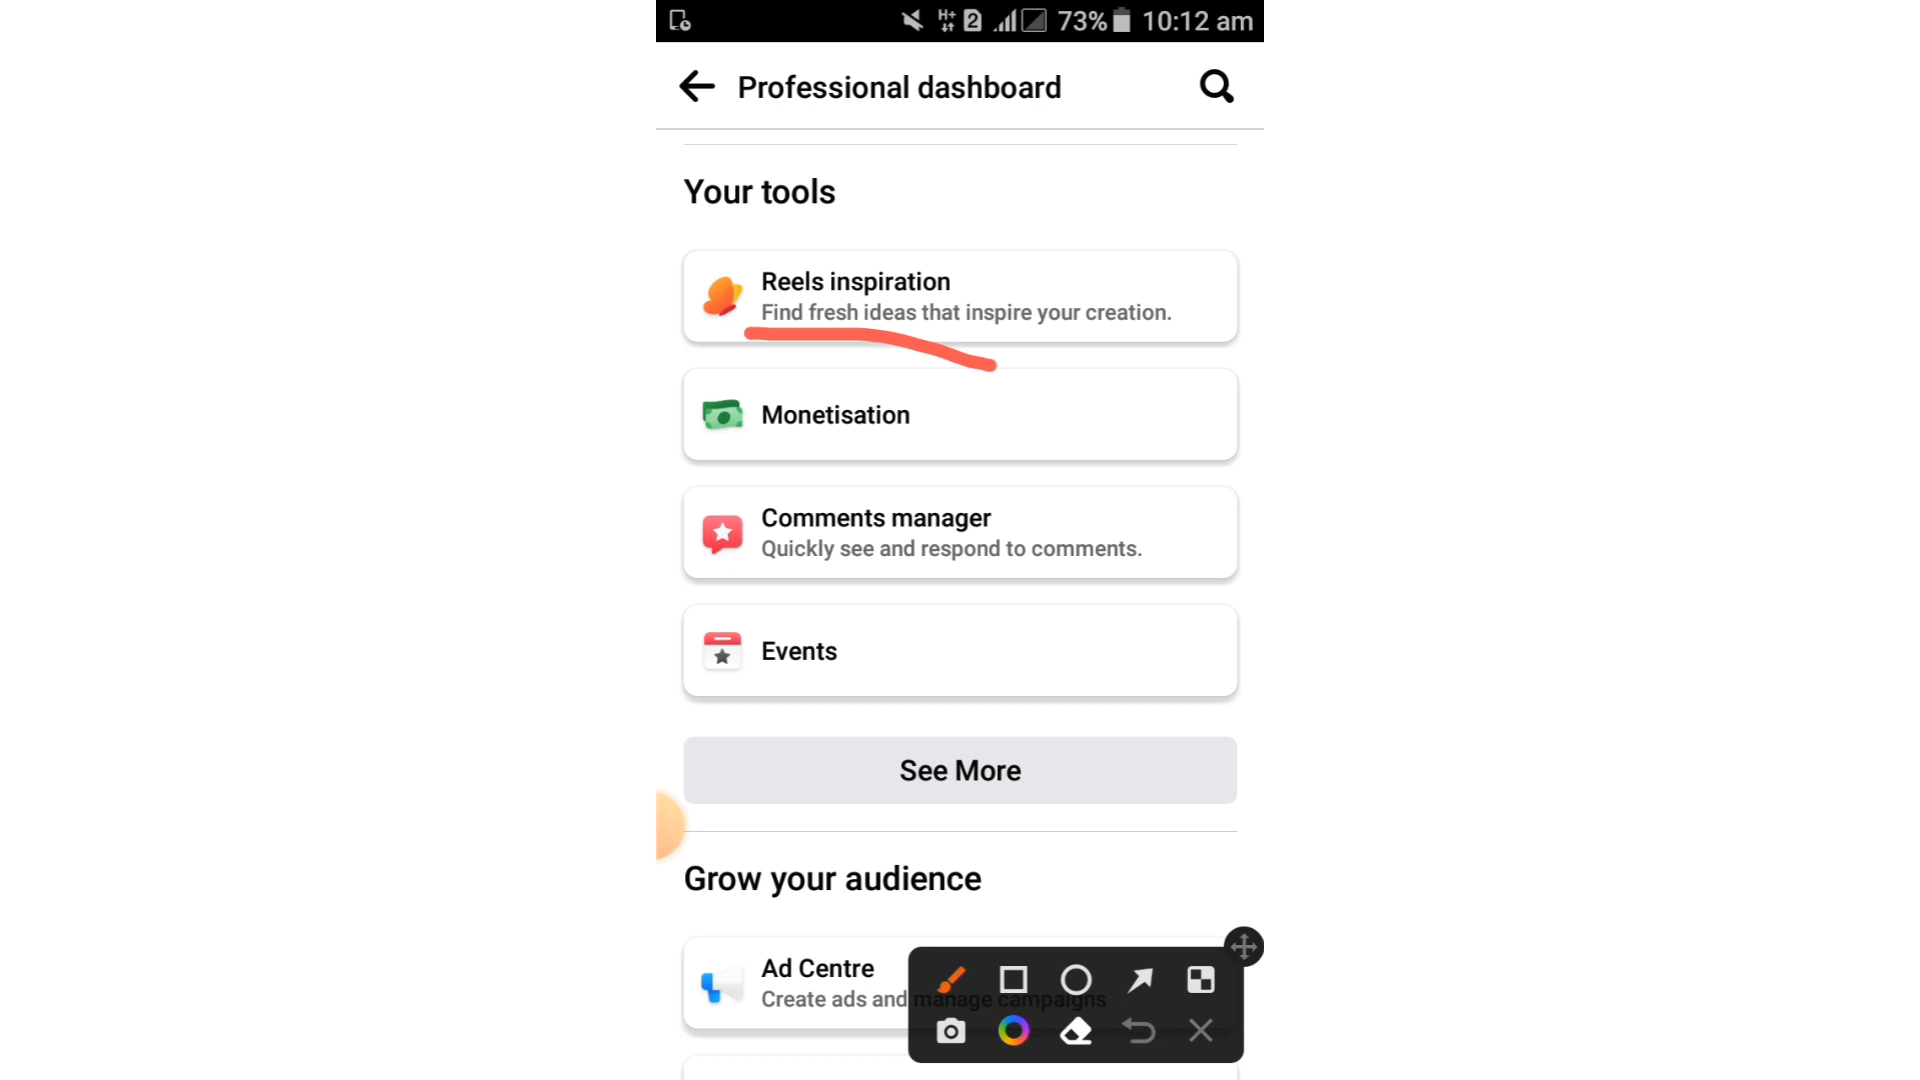 H+ 2 73% 10:12 am
Professional dashboard
Your tools
Reels inspiration
Find fresh ideas that inspire your creation.
Monetisation
Comments manager
Quickly see and respond to comments.
Events
See More
Grow your audience
Ad Centre
Create ads and manage campaigns